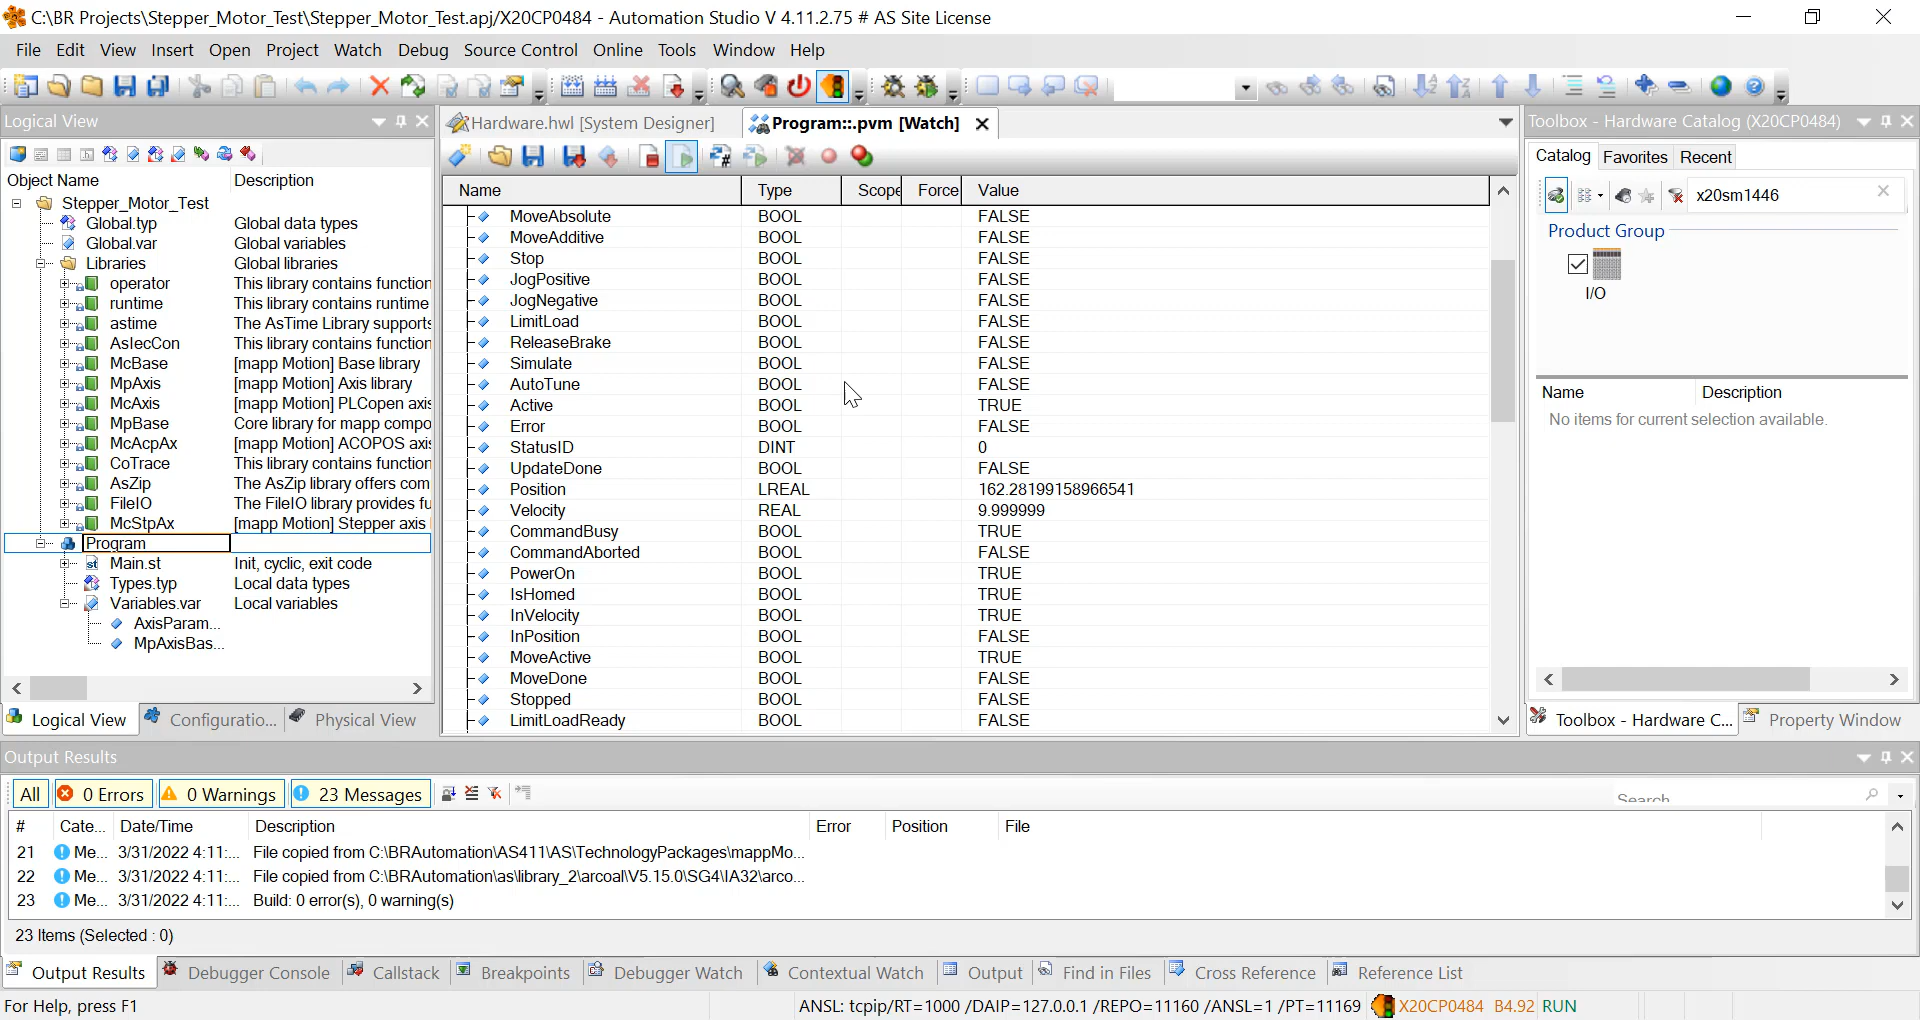 C:\BR Projects\Stepper_Motor_Test\Stepper_Motor_Test.apj/X20CP0484 - Automation Studio V 4.11.2.75 # AS Site License
File Edit View Insert Open Project Watch Debug Source Control Online Tools Window Help
Logical View
Object Name Description
Stepper_Motor_Test
Global.typ Global data types
Global.var Global variables
Libraries Global libraries
operator This library contains function
runtime This library contains runtime
astime The AsTime Library supports
AsIecCon This library contains function
McBase [mapp Motion] Base library
MpAxis [mapp Motion] Axis library
McAxis [mapp Motion] PLCopen axis
MpBase Core library for mapp compo
McAcpAx [mapp Motion] ACOPOS axis
CoTrace This library contains function
AsZip The AsZip library offers com
FileIO The FileIO library provides fu
McStpAx [mapp Motion] Stepper axis
Program
Main.st Init, cyclic, exit code
Types.typ Local data types
Variables.var Local variables
AxisParam...
MpAxisBas...
Logical View Configuratio... Physical View
Hardware.hwl [System Designer] Program::.pvm [Watch]
Name Type Scope Force Value
MoveAbsolute BOOL FALSE
MoveAdditive BOOL FALSE
Stop BOOL FALSE
JogPositive BOOL FALSE
JogNegative BOOL FALSE
LimitLoad BOOL FALSE
ReleaseBrake BOOL FALSE
Simulate BOOL FALSE
AutoTune BOOL FALSE
Active BOOL TRUE
Error BOOL FALSE
StatusID DINT 0
UpdateDone BOOL FALSE
Position LREAL 162.28199158966541
Velocity REAL 9.999999
CommandBusy BOOL TRUE
CommandAborted BOOL FALSE
PowerOn BOOL TRUE
IsHomed BOOL TRUE
InVelocity BOOL TRUE
InPosition BOOL FALSE
MoveActive BOOL TRUE
MoveDone BOOL FALSE
Stopped BOOL FALSE
LimitLoadReady BOOL FALSE
Toolbox - Hardware Catalog (X20CP0484)
Catalog Favorites Recent
x20sm1446
Product Group
I/O
Name Description
No items for current selection available.
Toolbox - Hardware C... Property Window
Output Results
All 0 Errors 0 Warnings 23 Messages
Search
# Cate... Date/Time Description Error Position File
21 Me... 3/31/2022 4:11:... File copied from C:\BRAutomation\AS411\AS\TechnologyPackages\mappMo...
22 Me... 3/31/2022 4:11:... File copied from C:\BRAutomation\as\library_2\arcoal\V5.15.0\SG4\IA32\arco...
23 Me... 3/31/2022 4:11:... Build: 0 error(s), 0 warning(s)
23 Items (Selected : 0)
Output Results Debugger Console Callstack Breakpoints Debugger Watch Contextual Watch Output Find in Files Cross Reference Reference List
For Help, press F1 ANSL: tcpip/RT=1000 /DAIP=127.0.0.1 /REPO=11160 /ANSL=1 /PT=11169 X20CP0484 B4.92 RUN